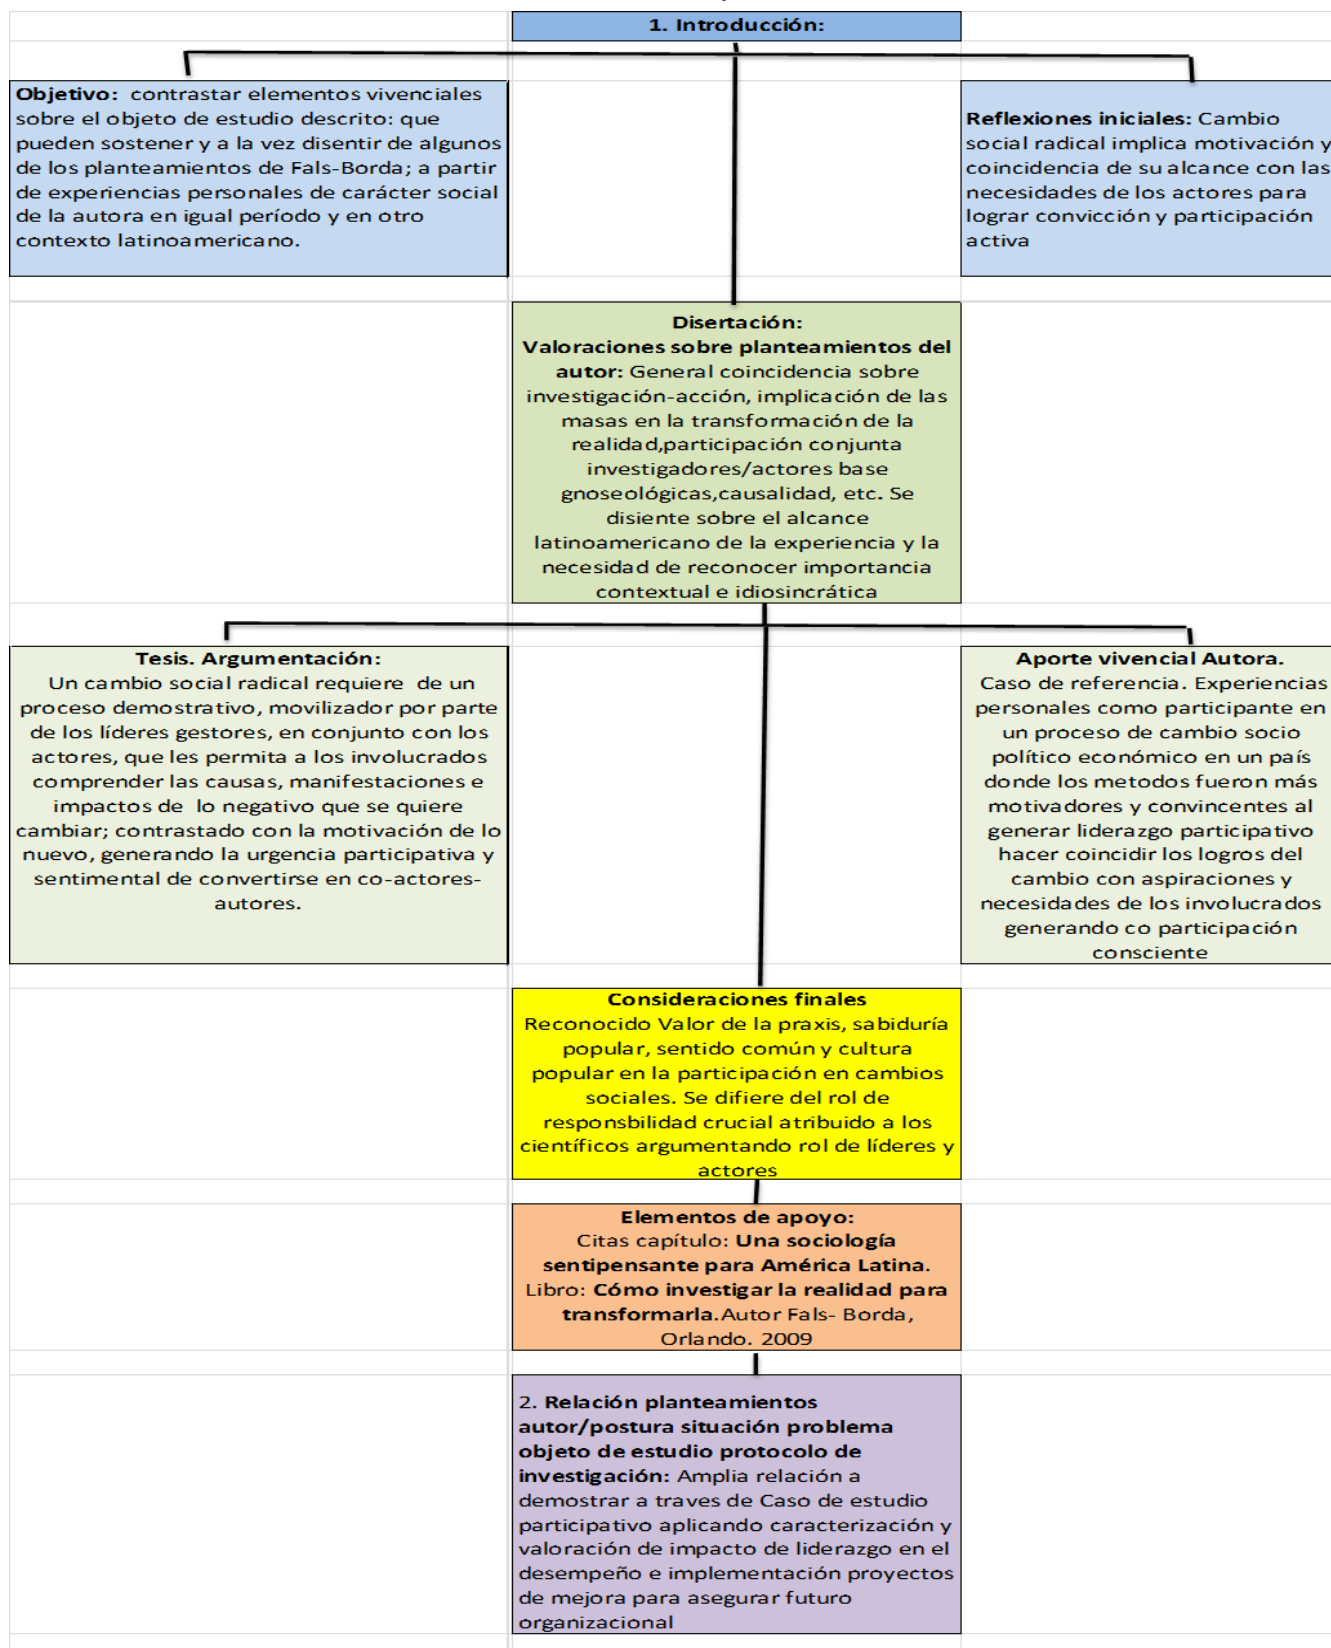 1. Introducción:
Objetivo: contrastar elementos vivenciales
sobre el objeto de estudio descrito: que
pueden sostener y a la vez disentir de algunos
de los planteamientos de Fals-Borda; a partir
de experiencias personales de carácter social
de la autora en igual período y en otro
contexto latinoamericano.
Reflexiones iniciales: Cambio
social radical implica motivación y
coincidencia de su alcance con las
necesidades de los actores para
lograr convicción y participación
activa
Disertación:
Valoraciones sobre planteamientos del
autor: General coincidencia sobre
investigación-acción, implicación de las
masas en la transformación de la
realidad,participación conjunta
investigadores/actores base
gnoseológicas,causalidad, etc. Se
disiente sobre el alcance
latinoamericano de la experiencia y la
necesidad de reconocer importancia
contextual e idiosincrática
Tesis. Argumentación:
Un cambio social radical requiere de un
proceso demostrativo, movilizador por parte
de los líderes gestores, en conjunto con los
actores, que les permita a los involucrados
comprender las causas, manifestaciones e
impactos de lo negativo que se quiere
cambiar; contrastado con la motivación de lo
nuevo, generando la urgencia participativa y
sentimental de convertirse en co-actores-
autores.
Aporte vivencial Autora.
Caso de referencia. Experiencias
personales como participante en
un proceso de cambio socio
político económico en un país
donde los metodos fueron más
motivadores y convincentes al
generar liderazgo participativo
hacer coincidir los logros del
cambio con aspiraciones y
necesidades de los involucrados
generando co participación
consciente
Consideraciones finales
Reconocido Valor de la praxis, sabiduría
popular, sentido común y cultura
popular en la participación en cambios
sociales. Se difiere del rol de
responsbilidad crucial atribuido a los
científicos argumentando rol de líderes y
actores
Elementos de apoyo:
Citas capítulo: Una sociología
sentipensante para América Latina.
Libro: Cómo investigar la realidad para
transformarla.Autor Fals- Borda,
Orlando. 2009
2. Relación planteamientos
autor/postura situación problema
objeto de estudio protocolo de
investigación: Amplia relación a
demostrar a traves de Caso de estudio
participativo aplicando caracterización y
valoración de impacto de liderazgo en el
desempeño e implementación proyectos
de mejora para asegurar futuro
organizacional